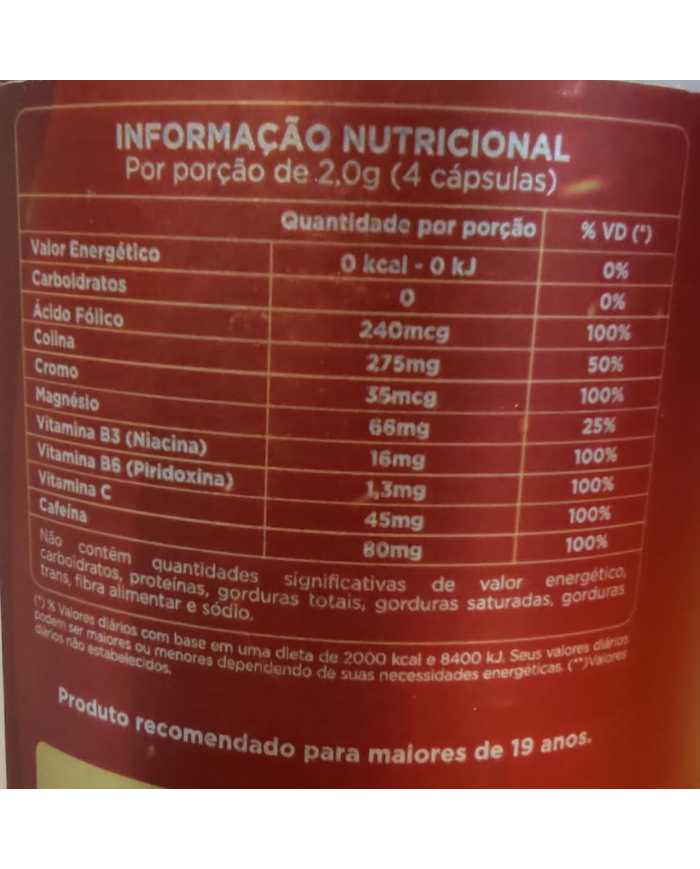 INFORMAÇÃO NUTRICIONAL
Por porção de 2,0g (4 cápsulas)
Quantidade por porção % VD (*)
Valor Energético 0 kcal - 0 kJ 0%
Carboidratos 0 0%
Ácido Fólico 240mcg 100%
Colina 275mg 50%
Cromo 35mcg 100%
Magnésio 66mg 25%
Vitamina B3 (Niacina) 16mg 100%
Vitamina B6 (Piridoxina) 1,3mg 100%
Vitamina C 45mg 100%
Cafeína 80mg 100%
Não contêm quantidades significativas de valor energético,
carboidratos, proteínas, gorduras totais, gorduras saturadas, gorduras
trans, fibra alimentar e sódio.
(*) % Valores diários com base em uma dieta de 2000 kcal e 8400 kJ. Seus valores diários
podem ser maiores ou menores dependendo de suas necessidades energéticas. (**)Valores
diários não estabelecidos.
Produto recomendado para maiores de 19 anos.